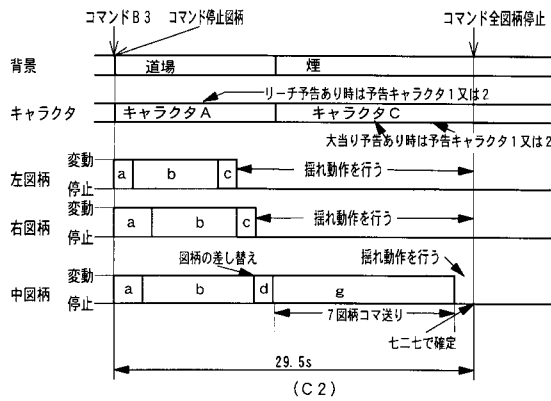 コマンドB3 コマンド停止図柄 コマンド全図柄停止
背景 道場 煙
リーチ予告あり時は予告キャラクタ1又は2
キャラクタ キャラクタA キャラクタC
大当り予告あり時は予告キャラクタ1又は2
変動
左図柄 a b c 揺れ動作を行う
停止
変動
右図柄 a b c 揺れ動作を行う
停止
図柄の差し替え 揺れ動作を行う
変動
中図柄 a b d g
停止
7図柄コマ送り
七二七で確定
29.5s
(C2)